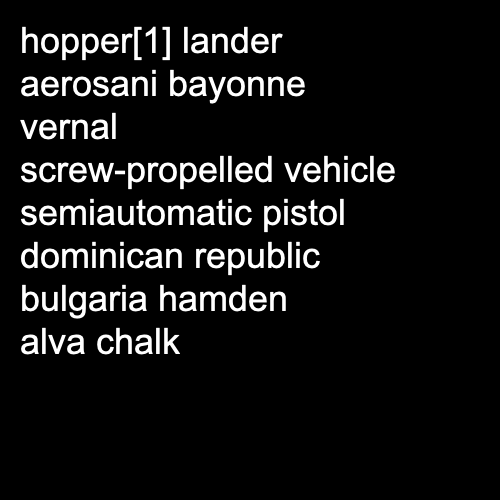 hopper[1] lander
aerosani bayonne
vernal
screw-propelled vehicle
semiautomatic pistol
dominican republic
bulgaria hamden
alva chalk